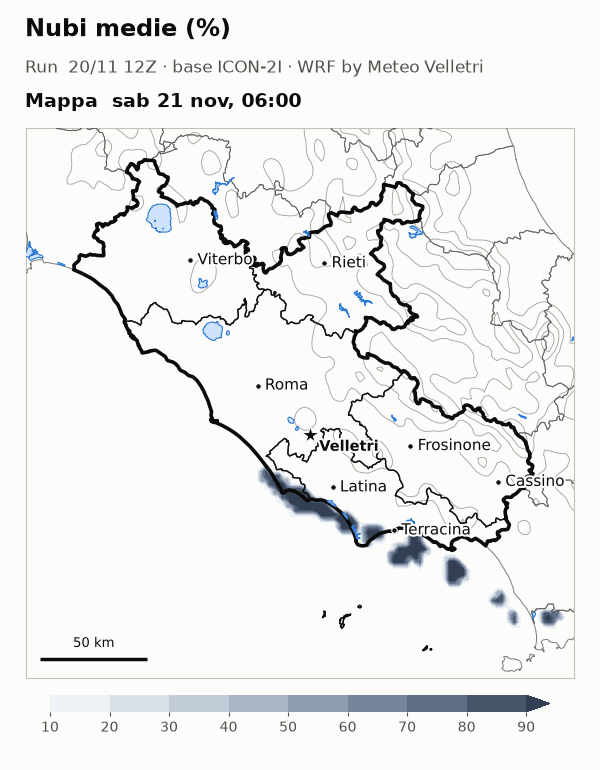 Nubi medie (%)
Run  20/11 12Z · base ICON-2I · WRF by Meteo Velletri
Mappa  sab 21 nov, 06:00
Viterbo
Rieti
Roma
Velletri
Frosinone
Latina
Cassino
Terracina
50 km
10 20 30 40 50 60 70 80 90